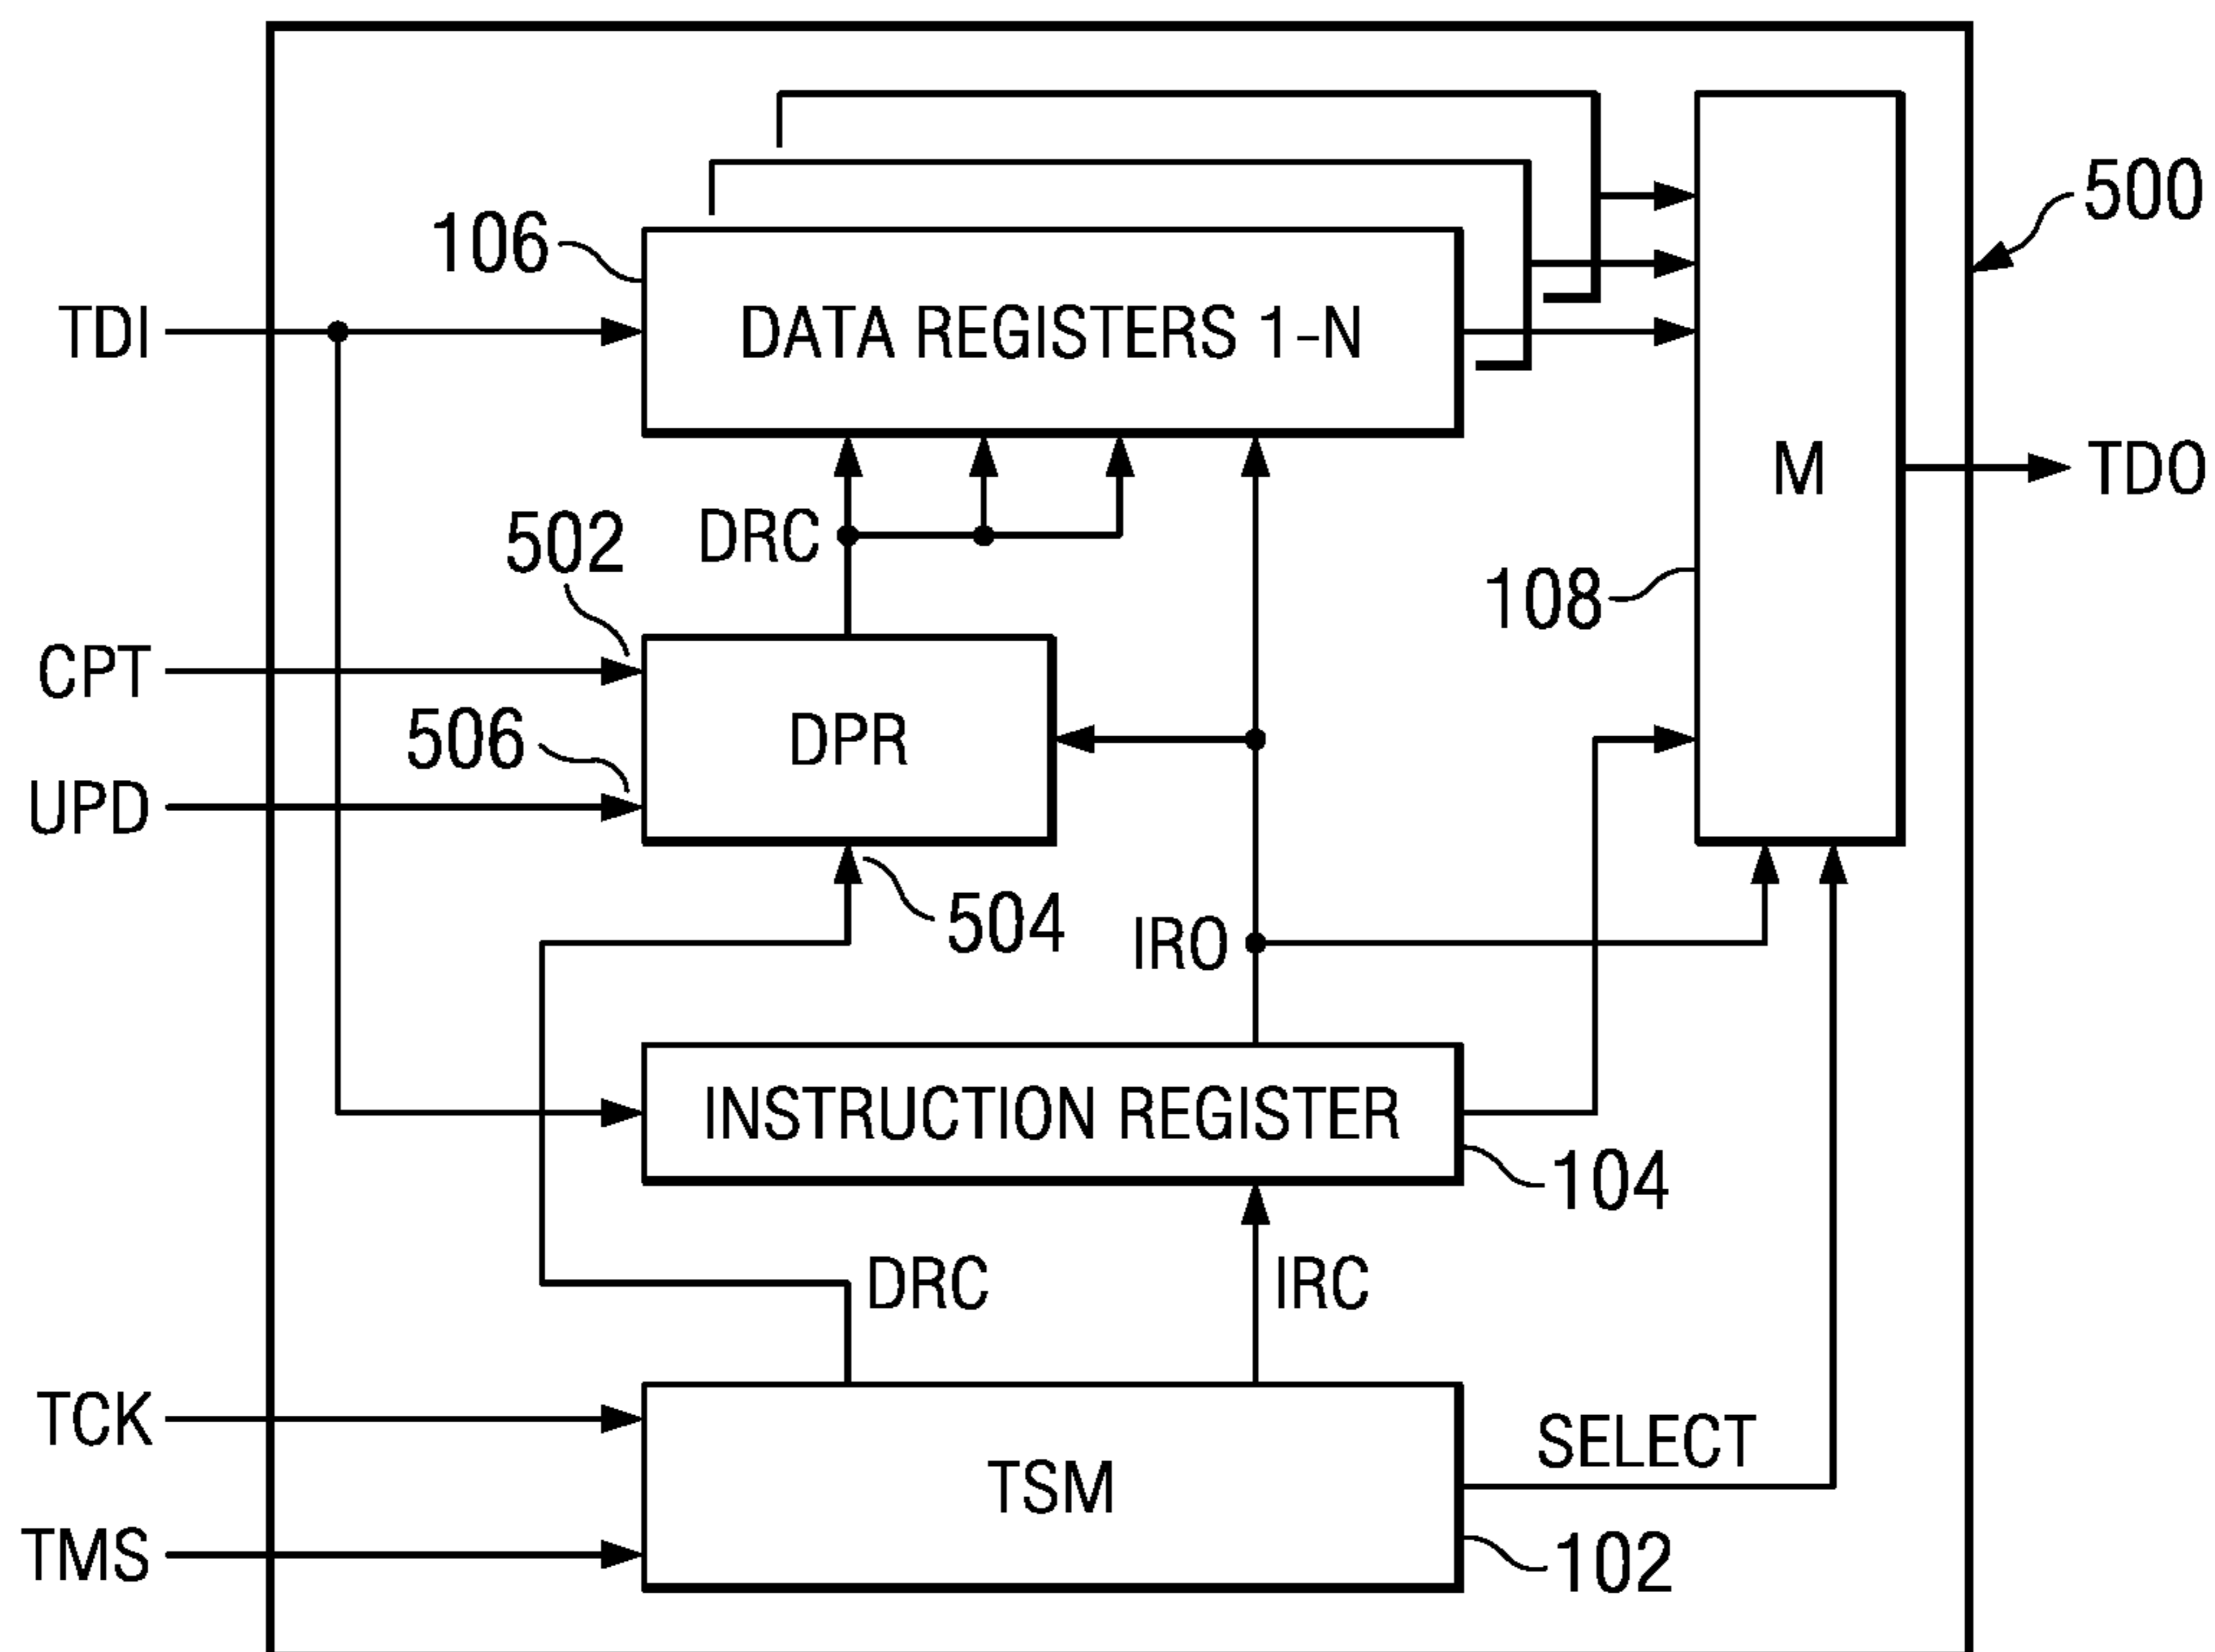 500
106
TDI
DATA REGISTERS 1-N
M
TDO
DRC
502
108
CPT
506
DPR
UPD
504
IRO
INSTRUCTION REGISTER
104
DRC
IRC
TCK
SELECT
TSM
TMS
102